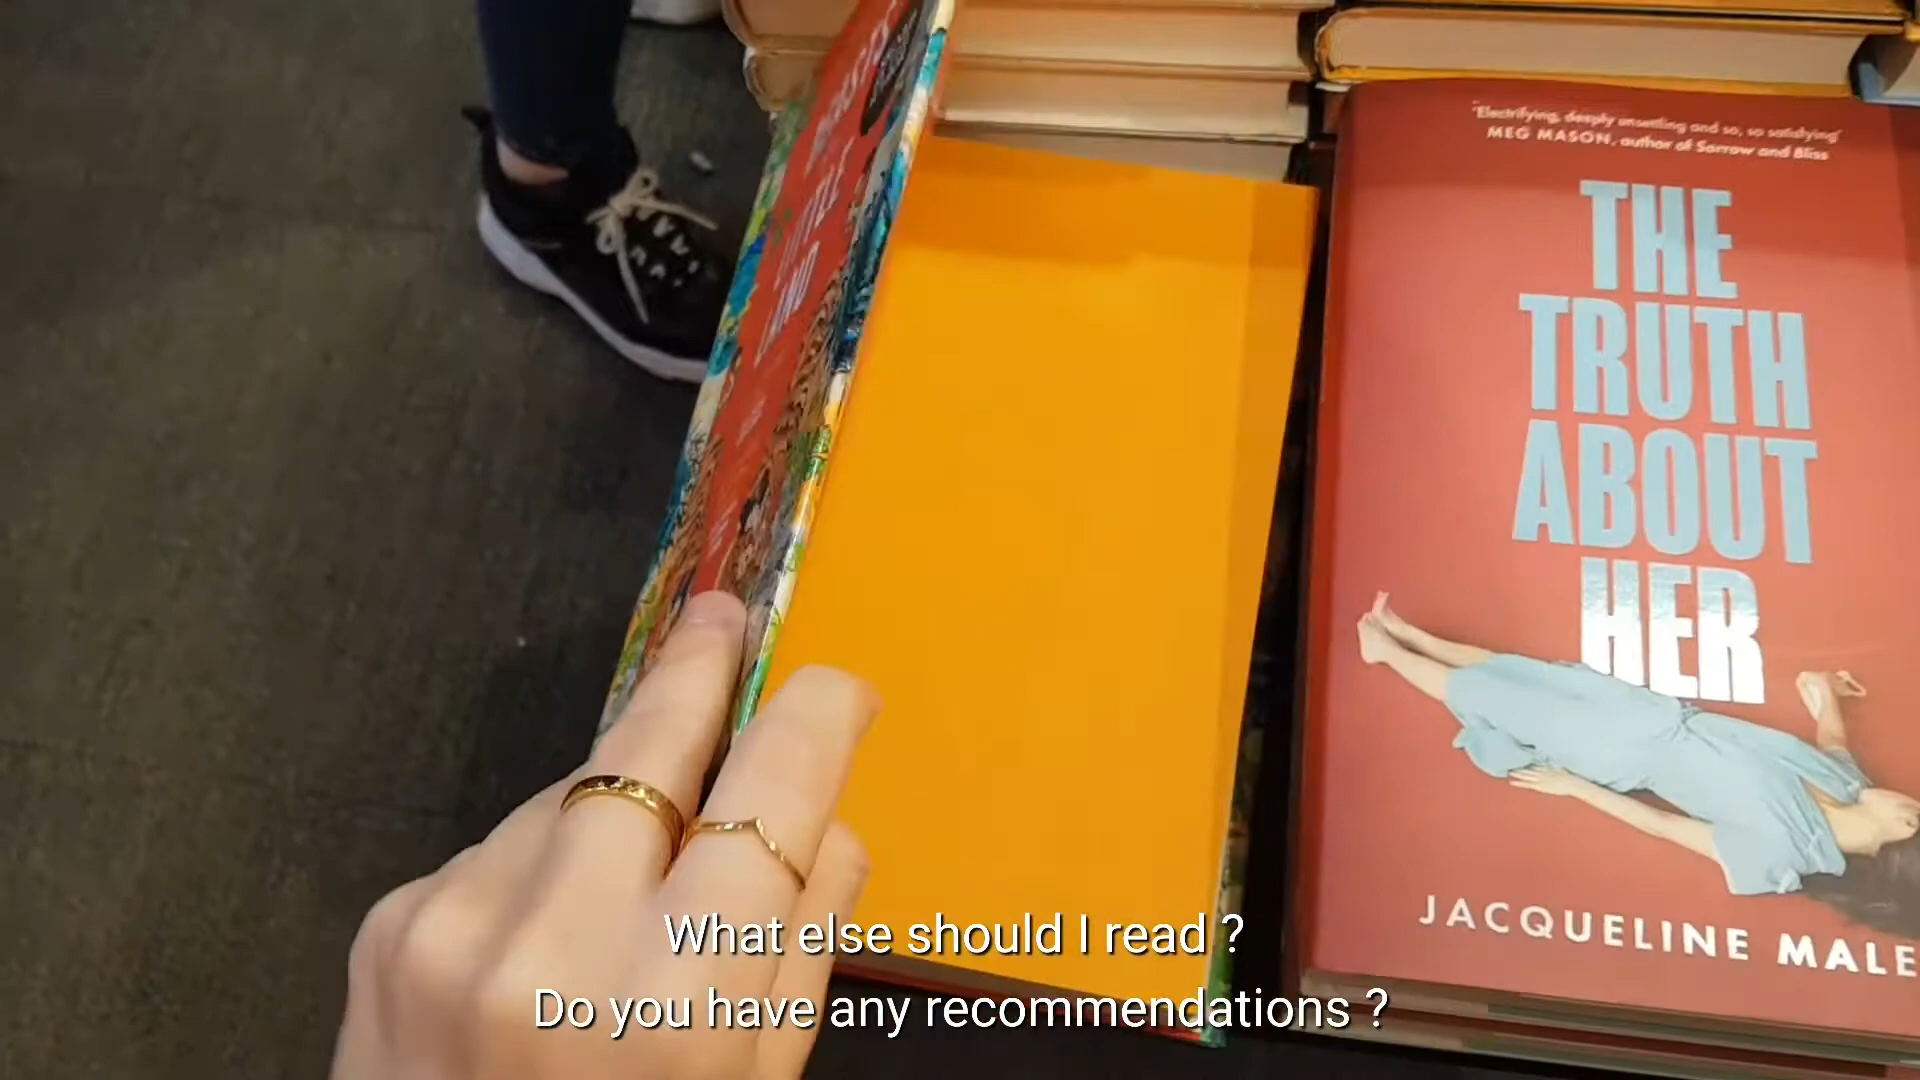 'Electrifying, deeply unsettling and so, so satisfying'
MEG MASON, author of Sorrow and Bliss
THE
TRUTH
ABOUT
HER
JACQUELINE MALE
What else should I read ?
Do you have any recommendations ?